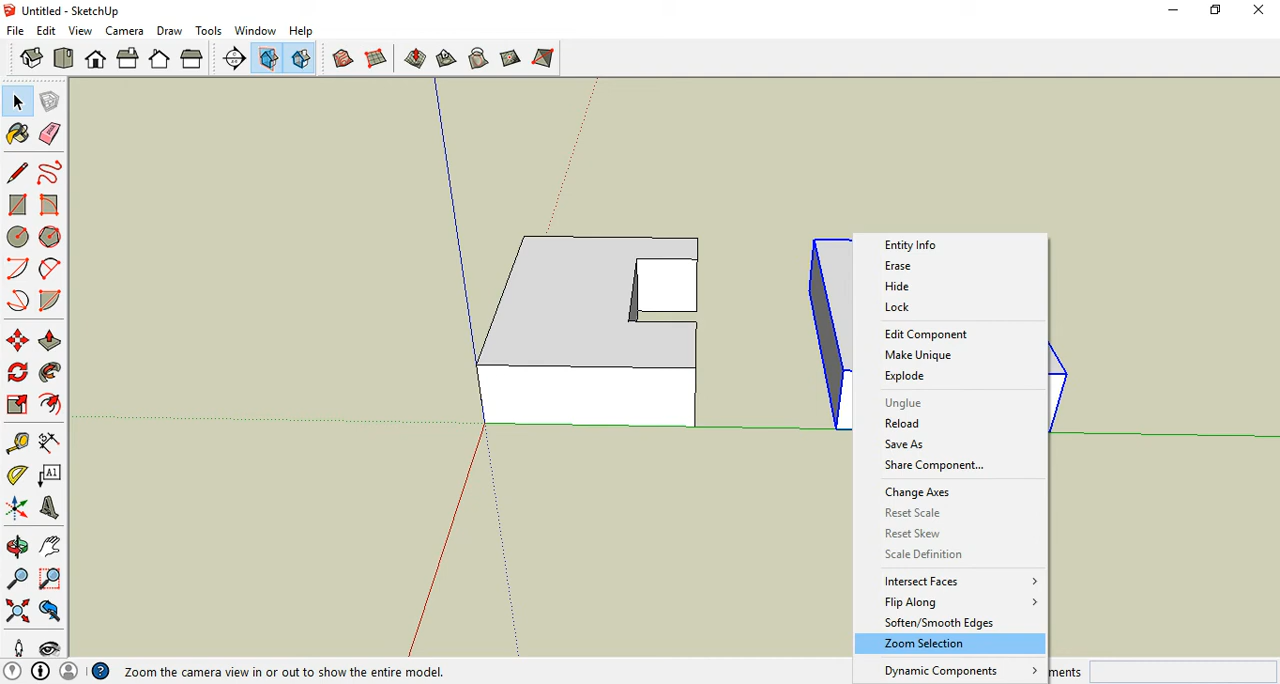 Untitled - SketchUp
File Edit View Camera Draw Tools Window Help
A1
Entity Info
Erase
Hide
Lock
Edit Component
Make Unique
Explode
Unglue
Reload
Save As
Share Component...
Change Axes
Reset Scale
Reset Skew
Scale Definition
Intersect Faces
Flip Along
Soften/Smooth Edges
Zoom Selection
Dynamic Components
Zoom the camera view in or out to show the entire model.
ments